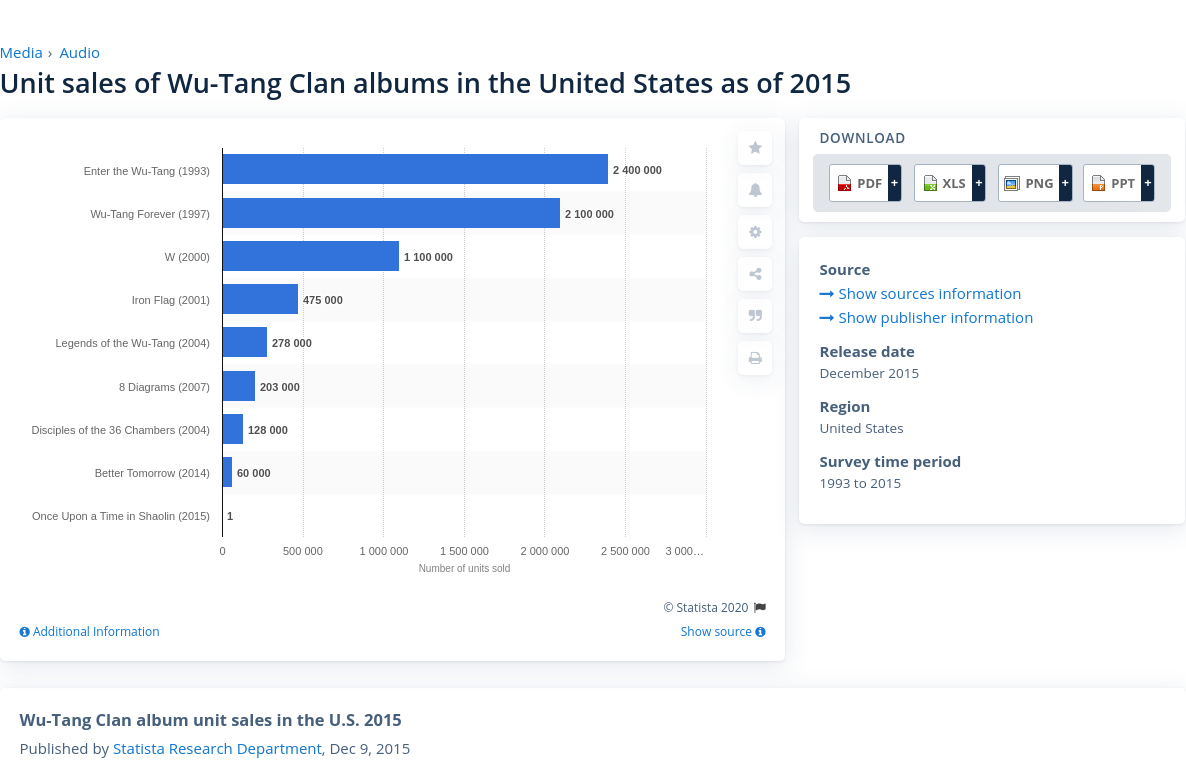 Media › Audio
Unit sales of Wu-Tang Clan albums in the United States as of 2015
Enter the Wu-Tang (1993) 2 400 000
Wu-Tang Forever (1997) 2 100 000
W (2000) 1 100 000
Iron Flag (2001) 475 000
Legends of the Wu-Tang (2004) 278 000
8 Diagrams (2007) 203 000
Disciples of the 36 Chambers (2004) 128 000
Better Tomorrow (2014) 60 000
Once Upon a Time in Shaolin (2015) 1
0 500 000 1 000 000 1 500 000 2 000 000 2 500 000 3 000…
Number of units sold
© Statista 2020
Additional Information Show source
DOWNLOAD
PDF + XLS + PNG + PPT +
Source
Show sources information
Show publisher information
Release date
December 2015
Region
United States
Survey time period
1993 to 2015
Wu-Tang Clan album unit sales in the U.S. 2015
Published by Statista Research Department, Dec 9, 2015